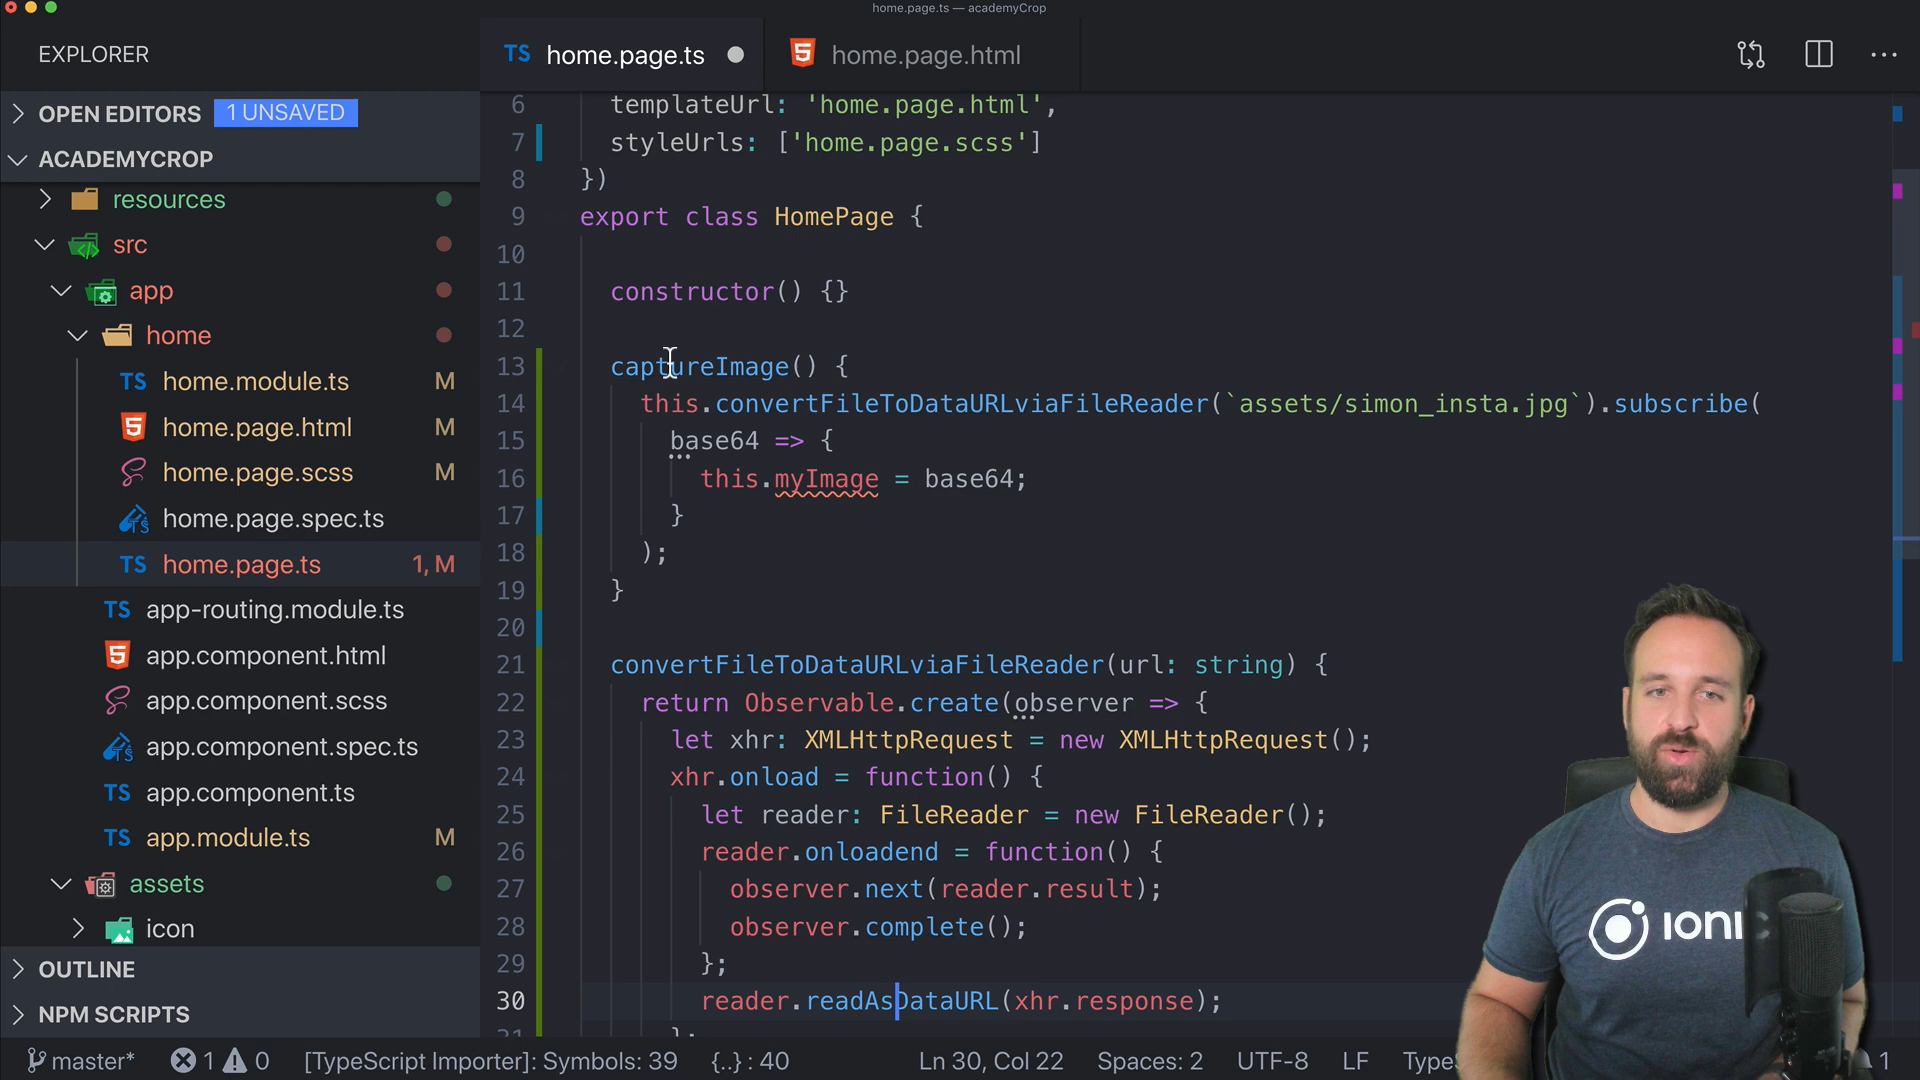 home.page.ts — academyCrop
EXPLORER
OPEN EDITORS 1 UNSAVED
ACADEMYCROP
resources
src
app
home
TS home.module.ts M
home.page.html M
home.page.scss M
home.page.spec.ts
TS home.page.ts 1, M
TS app-routing.module.ts
app.component.html
app.component.scss
app.component.spec.ts
TS app.component.ts
TS app.module.ts M
assets
icon
OUTLINE
NPM SCRIPTS
TS home.page.ts
home.page.html
6 templateUrl: 'home.page.html',
7 styleUrls: ['home.page.scss']
8 })
9 export class HomePage {
10
11 constructor() {}
12
13 captureImage() {
14 this.convertFileToDataURLviaFileReader(`assets/simon_insta.jpg`).subscribe(
15 base64 => {
16 this.myImage = base64;
17 }
18 );
19 }
20
21 convertFileToDataURLviaFileReader(url: string) {
22 return Observable.create(observer => {
23 let xhr: XMLHttpRequest = new XMLHttpRequest();
24 xhr.onload = function() {
25 let reader: FileReader = new FileReader();
26 reader.onloadend = function() {
27 observer.next(reader.result);
28 observer.complete();
29 };
30 reader.readAsDataURL(xhr.response);
31 };
master* 1 0 [TypeScript Importer]: Symbols: 39 {..} : 40 Ln 30, Col 22 Spaces: 2 UTF-8 LF 1